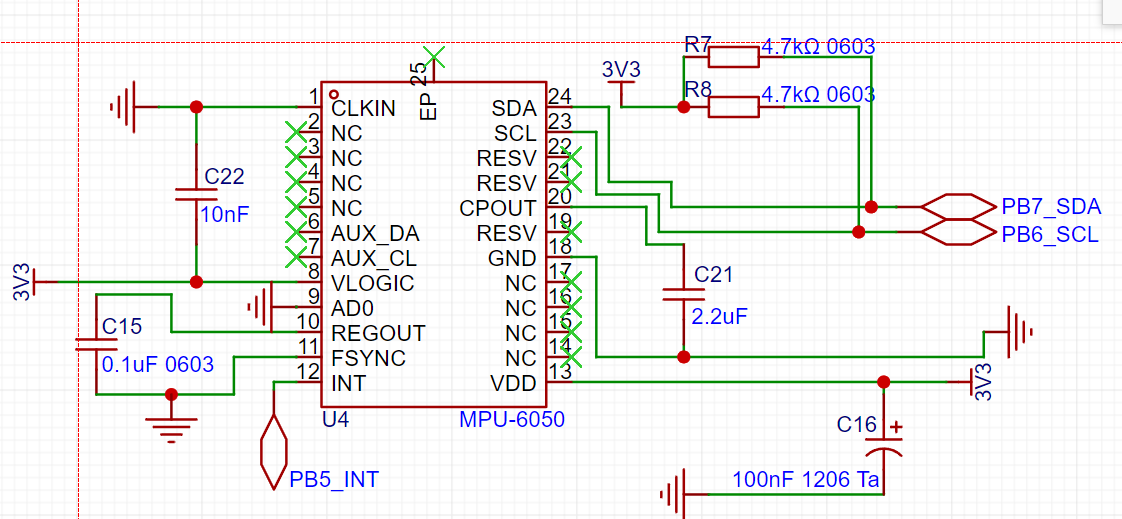 R7
4.7kΩ 0603
3V3
R8
4.7kΩ 0603
EP 25
1
CLKIN
SDA
24
2
NC
SCL
23
3
NC
RESV
22
4
NC
RESV
21
5
NC
CPOUT
20
6
AUX_DA
RESV
19
7
AUX_CL
GND
18
8
VLOGIC
NC
17
9
AD0
NC
16
10
REGOUT
NC
15
11
FSYNC
NC
14
12
INT
VDD
13
C22
10nF
PB7_SDA
PB6_SCL
3V3
C21
2.2uF
C15
0.1uF 0603
3V3
U4
MPU-6050
C16
+
100nF 1206 Ta
PB5_INT